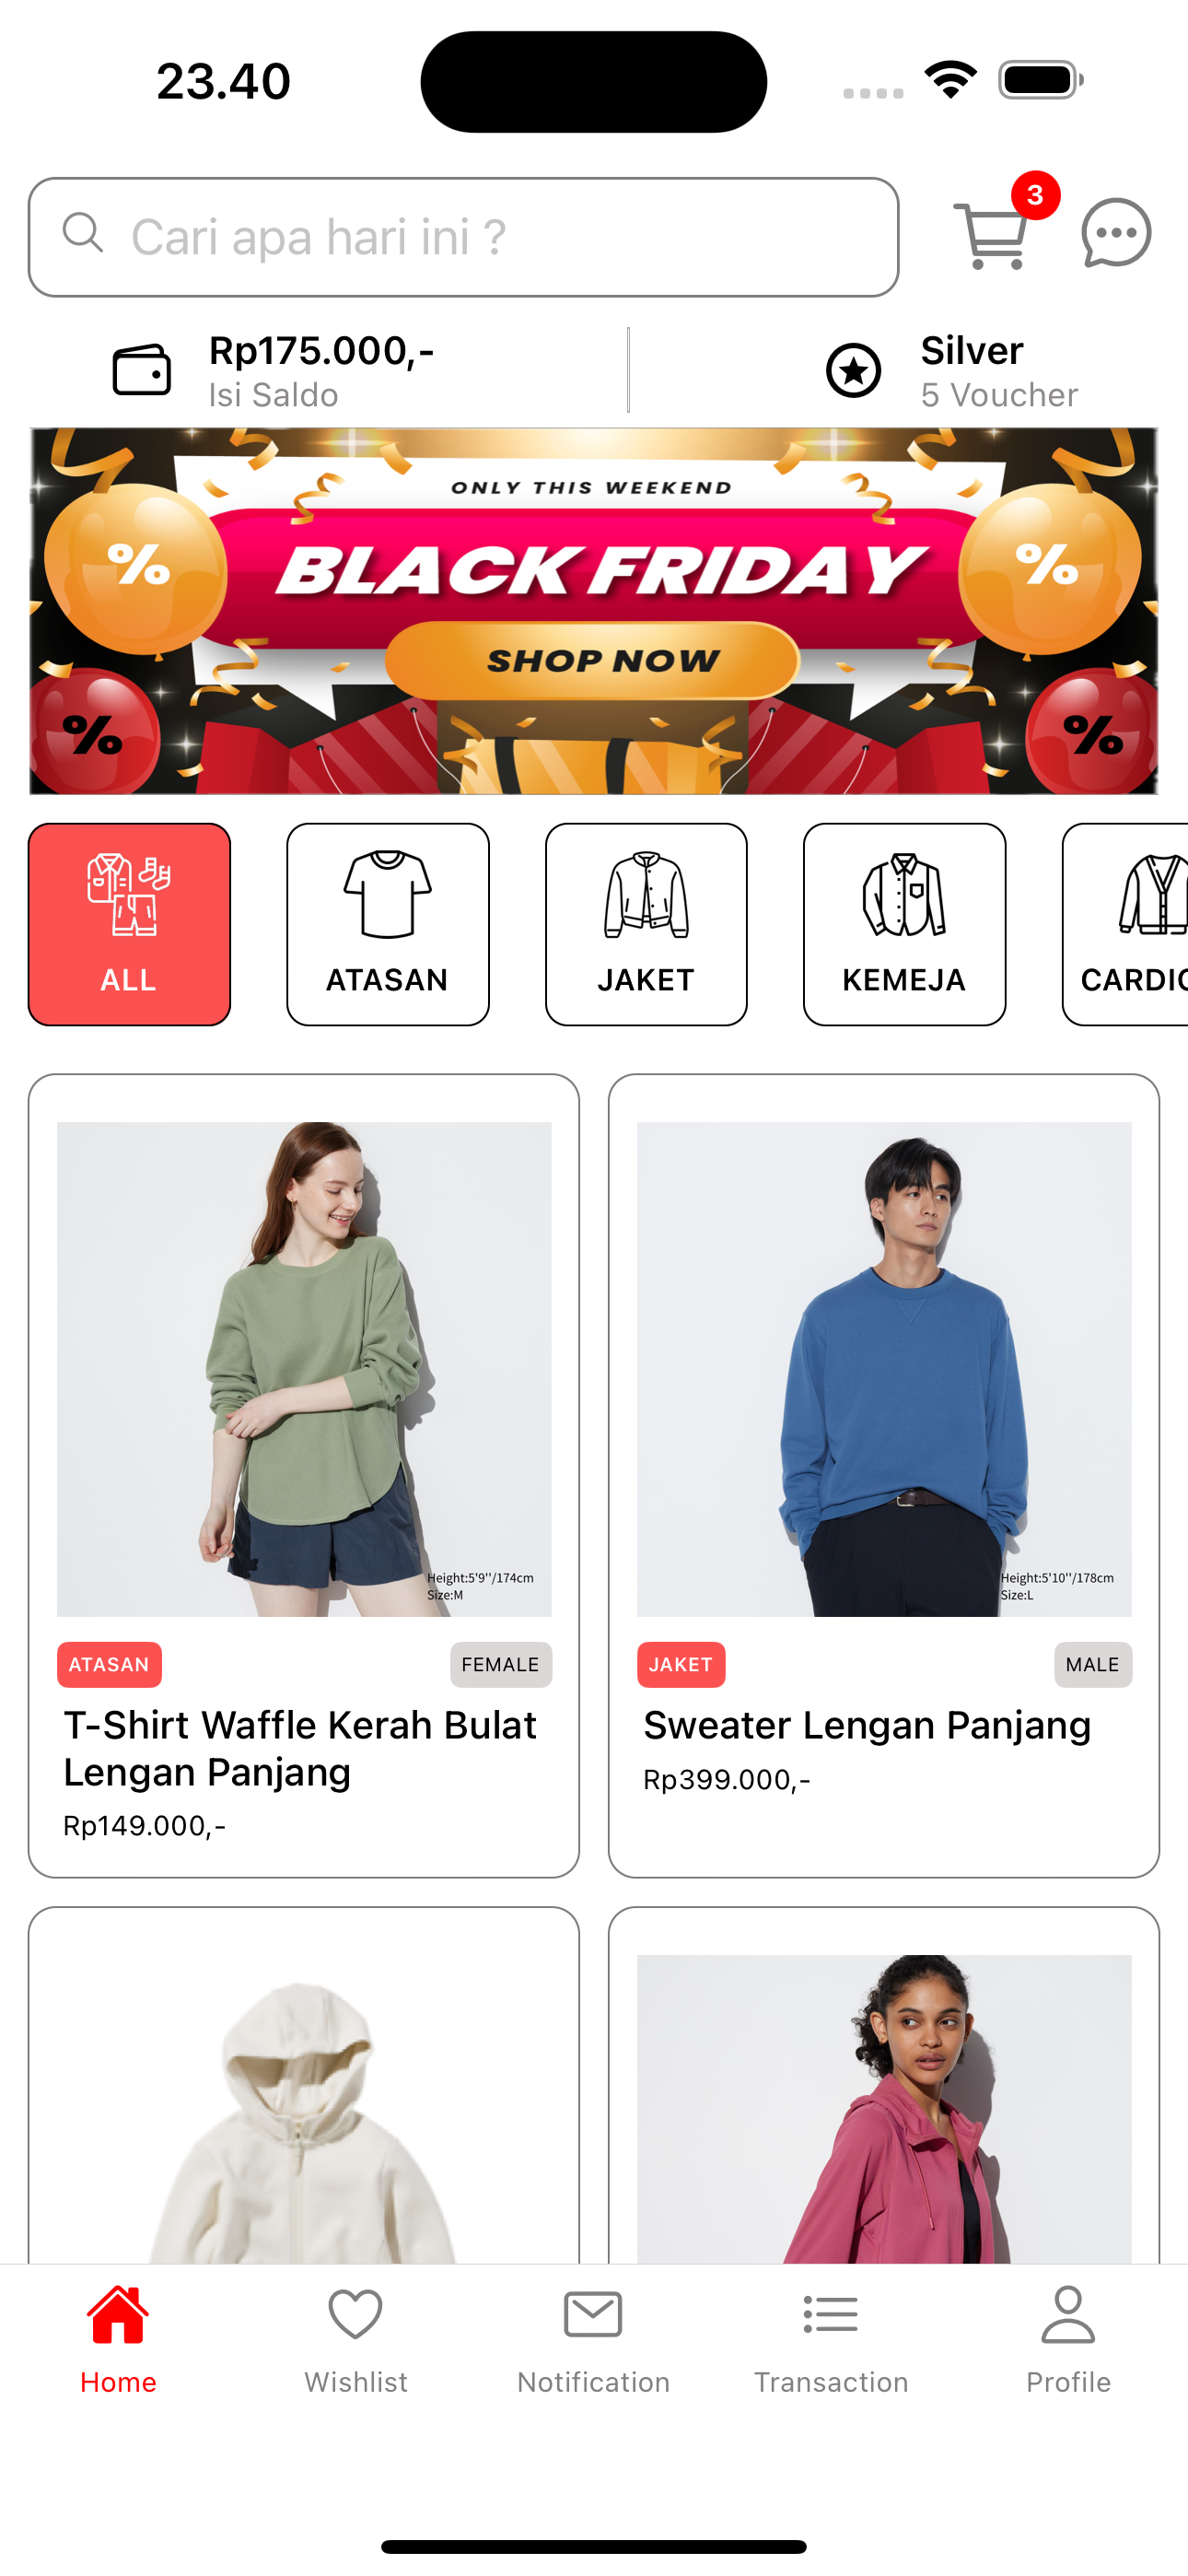 23.40
3
Cari apa hari ini ?
Rp175.000,-
Isi Saldo
Silver
5 Voucher
ONLY THIS WEEKEND
% BLACK FRIDAY %
SHOP NOW
% %
ALL
ATASAN
JAKET
KEMEJA
CARDIG
Height:5'9''/174cm
Size:M
Height:5'10''/178cm
Size:L
ATASAN
FEMALE
T-Shirt Waffle Kerah Bulat
Lengan Panjang
Rp149.000,-
JAKET
MALE
Sweater Lengan Panjang
Rp399.000,-
Home
Wishlist
Notification
Transaction
Profile